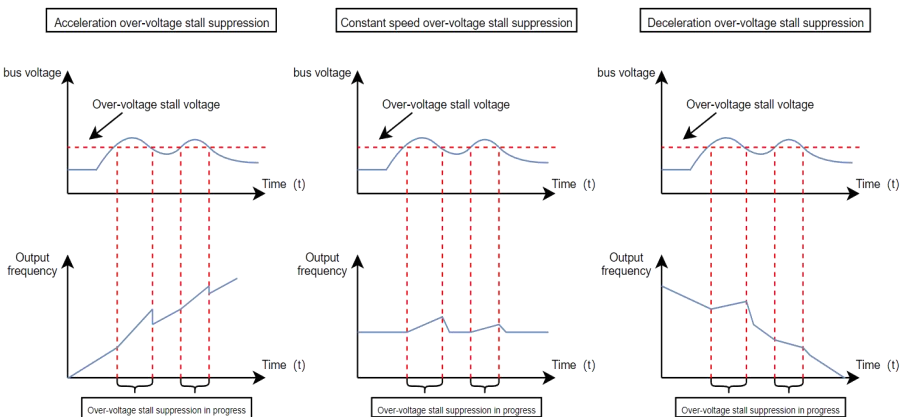 Acceleration over-voltage stall suppression
bus voltage
Over-voltage stall voltage
Time (t)
Output
frequency
Time (t)
Over-voltage stall suppression in progress
Constant speed over-voltage stall suppression
bus voltage
Over-voltage stall voltage
Time (t)
Output
frequency
Time (t)
Over-voltage stall suppression in progress
Deceleration over-voltage stall suppression
bus voltage
Over-voltage stall voltage
Time (t)
Output
frequency
Time (t)
Over-voltage stall suppression in progress